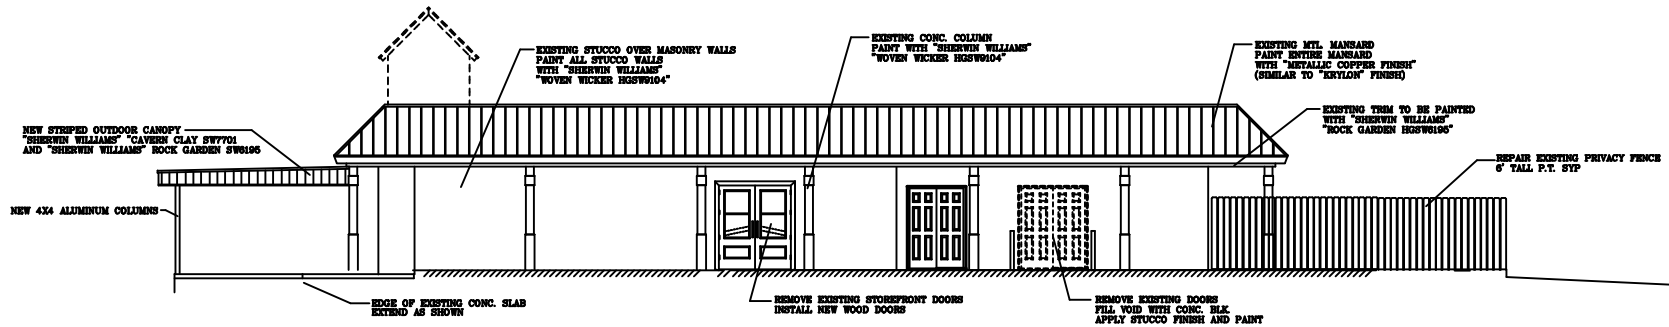 EXISTING STUCCO OVER MASONRY WALLS
PAINT ALL STUCCO WALLS
WITH "SHERWIN WILLIAMS"
"WOVEN WICKER HGSW9104"
EXISTING CONC. COLUMN
PAINT WITH "SHERWIN WILLIAMS"
"WOVEN WICKER HGSW9104"
EXISTING MTL. MANSARD
PAINT ENTIRE MANSARD
WITH "METALLIC COPPER FINISH"
(SIMILAR TO "KRYLON" FINISH)
EXISTING TRIM TO BE PAINTED
WITH "SHERWIN WILLIAMS"
"ROCK GARDEN HGSW6195"
NEW STRIPED OUTDOOR CANOPY
"SHERWIN WILLIAMS" "CAVERN CLAY SW7701
AND "SHERWIN WILLIAMS" ROCK GARDEN SW6195
REPAIR EXISTING PRIVACY FENCE
6' TALL P.T. SYP
NEW 4X4 ALUMINUM COLUMNS
EDGE OF EXISTING CONC. SLAB
EXTEND AS SHOWN
REMOVE EXISTING STOREFRONT DOORS
INSTALL NEW WOOD DOORS
REMOVE EXISTING DOORS
FILL VOID WITH CONC. BLK.
APPLY STUCCO FINISH AND PAINT